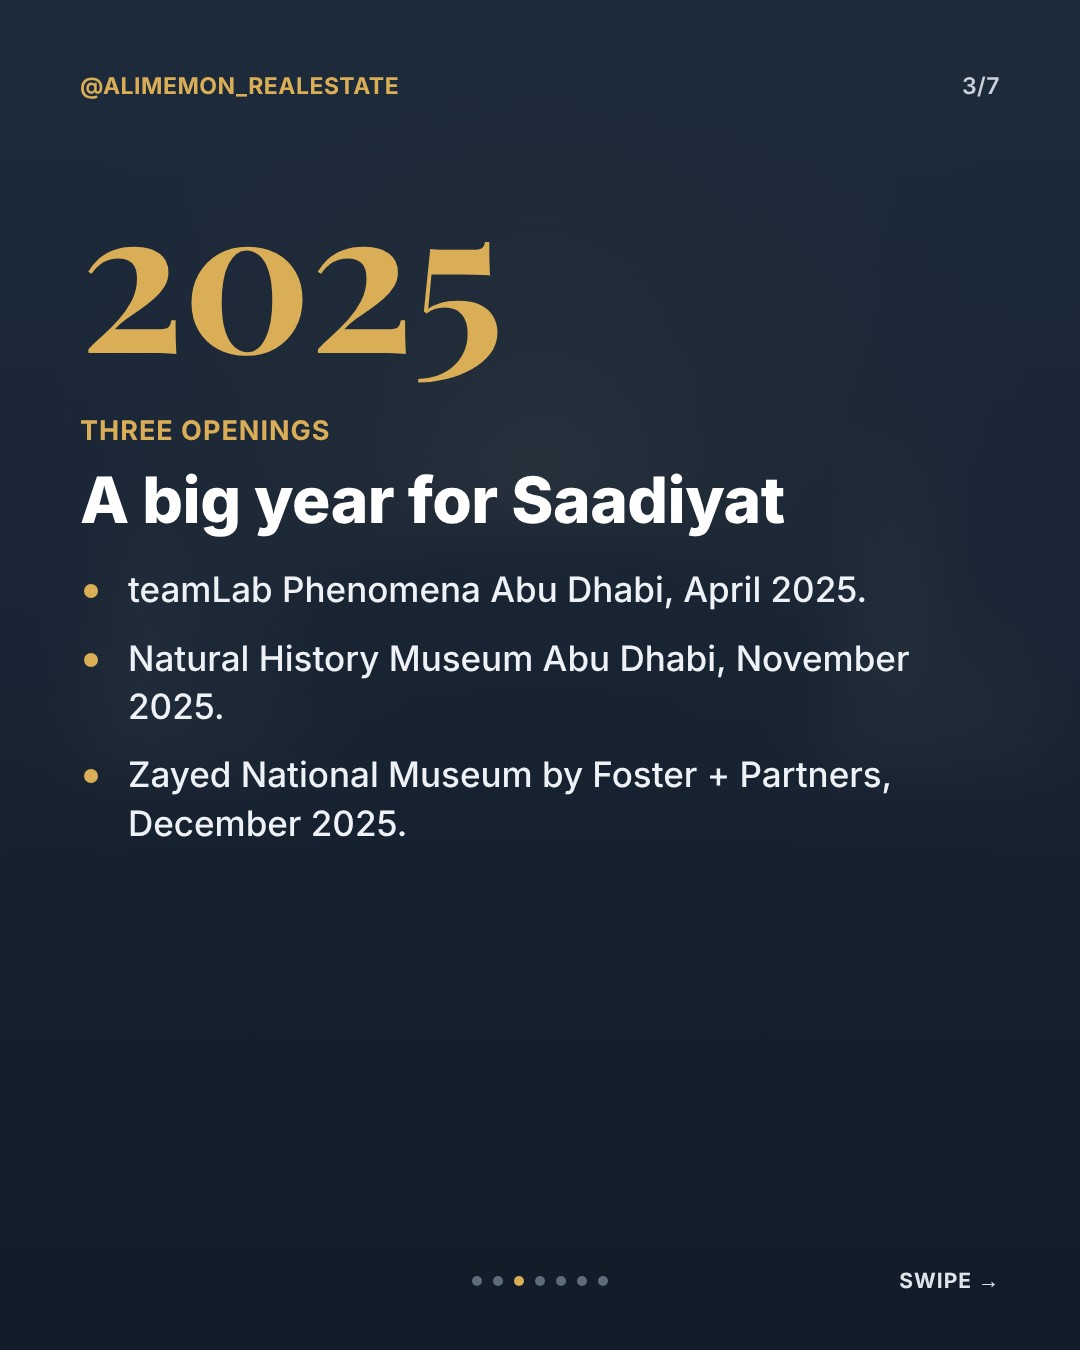 @ALIMEMON_REALESTATE
3/7
2025
THREE OPENINGS
A big year for Saadiyat
• teamLab Phenomena Abu Dhabi, April 2025.
• Natural History Museum Abu Dhabi, November
2025.
• Zayed National Museum by Foster + Partners,
December 2025.
SWIPE →